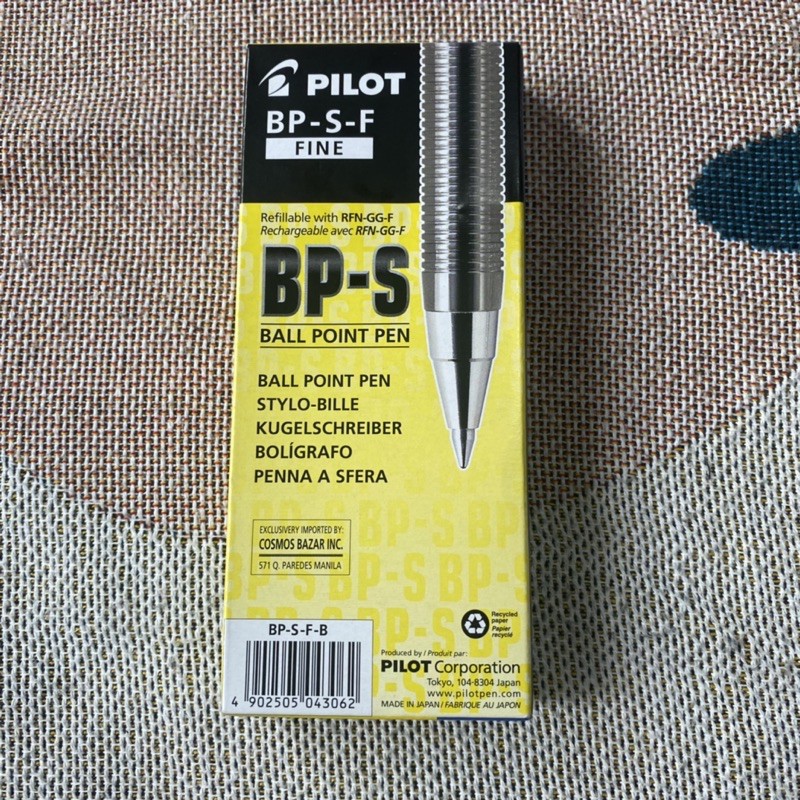 PILOT
BP-S-F
FINE
Refillable with RFN-GG-F
Rechargeable avec RFN-GG-F
BP-S
BALL POINT PEN
BALL POINT PEN
STYLO-BILLE
KUGELSCHREIBER
BOLÍGRAFO
PENNA A SFERA
EXCLUSIVERY IMPORTED BY:
COSMOS BAZAR INC.
571 Q. PAREDES MANILA
Recycled
paper
Papier
recyclé
BP-S-F-B
4 902505 043062
Produced by / Produit par:
PILOT Corporation
Tokyo, 104-8304 Japan
www.pilotpen.com
MADE IN JAPAN / FABRIQUE AU JAPON